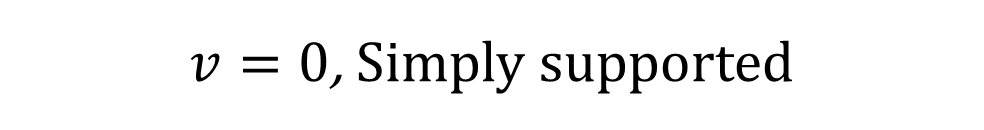 v = 0, Simply supported